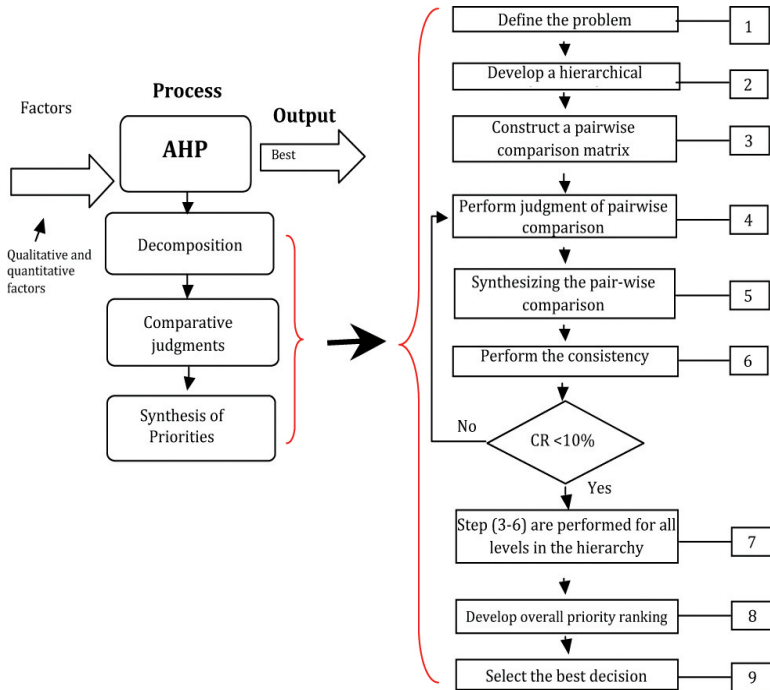 Factors
Process
AHP
Output
Best
Qualitative and
quantitative
factors
Decomposition
Comparative
judgments
Synthesis of
Priorities
Define the problem
1
Develop a hierarchical
2
Construct a pairwise
comparison matrix
3
Perform judgment of pairwise
comparison
4
Synthesizing the pair-wise
comparison
5
Perform the consistency
6
CR <10%
No
Yes
Step (3-6) are performed for all
levels in the hierarchy
7
Develop overall priority ranking
8
Select the best decision
9